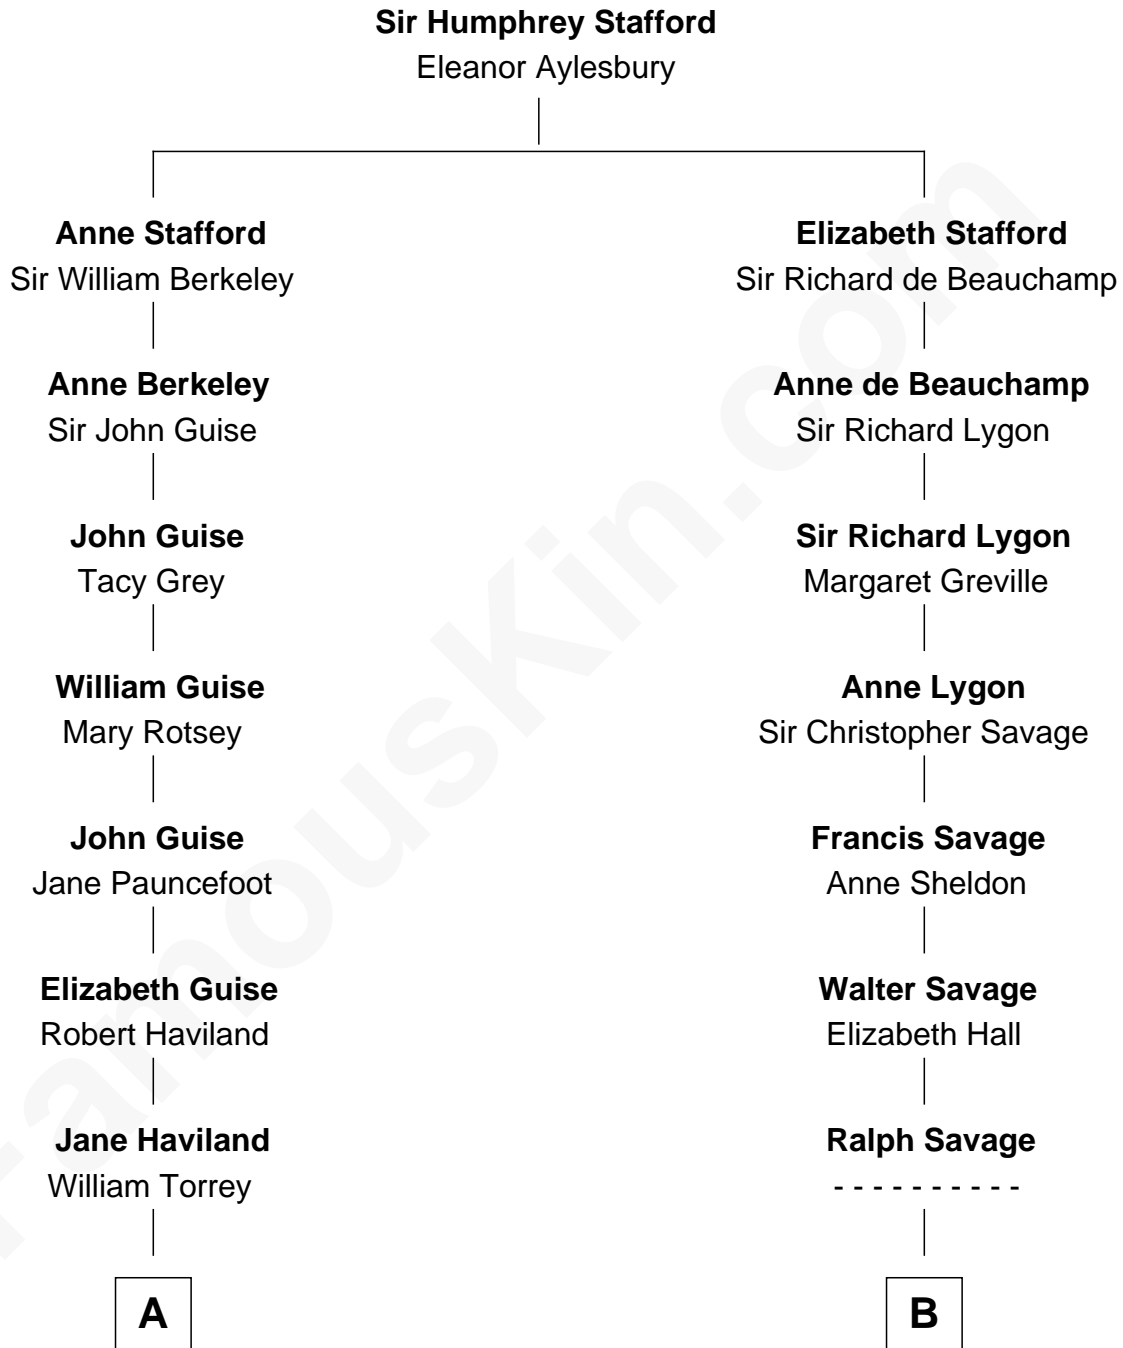 Sir Humphrey Stafford
Eleanor Aylesbury
Anne Stafford
Sir William Berkeley
Elizabeth Stafford
Sir Richard de Beauchamp
Anne Berkeley
Sir John Guise
Anne de Beauchamp
Sir Richard Lygon
John Guise
Tacy Grey
Sir Richard Lygon
Margaret Greville
William Guise
Mary Rotsey
Anne Lygon
Sir Christopher Savage
John Guise
Jane Pauncefoot
Francis Savage
Anne Sheldon
Elizabeth Guise
Robert Haviland
Walter Savage
Elizabeth Hall
Jane Haviland
William Torrey
Ralph Savage
- - - - - - - - - -
A
B
FamousKin.com